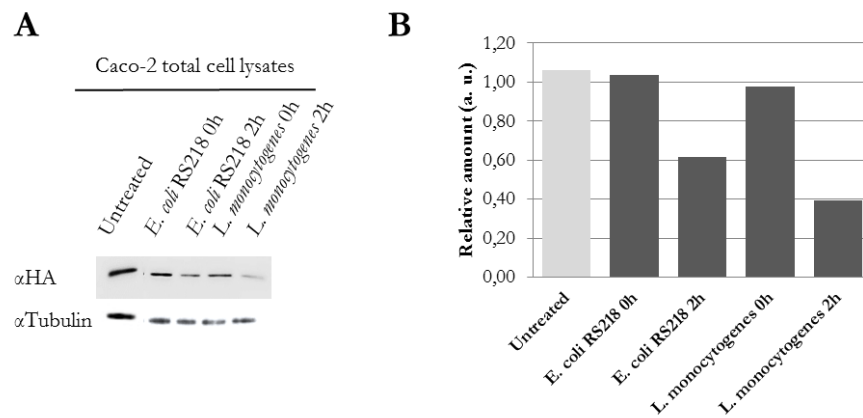 A
Caco-2 total cell lysates
Untreated
E. coli RS218 0h
E. coli RS218 2h
L. monocytogenes 0h
L. monocytogenes 2h
αHA
αTubulin
B
Relative amount (a. u.)
1,20
1,00
0,80
0,60
0,40
0,20
0,00
Untreated
E. coli RS218 0h
E. coli RS218 2h
L. monocytogenes 0h
L. monocytogenes 2h